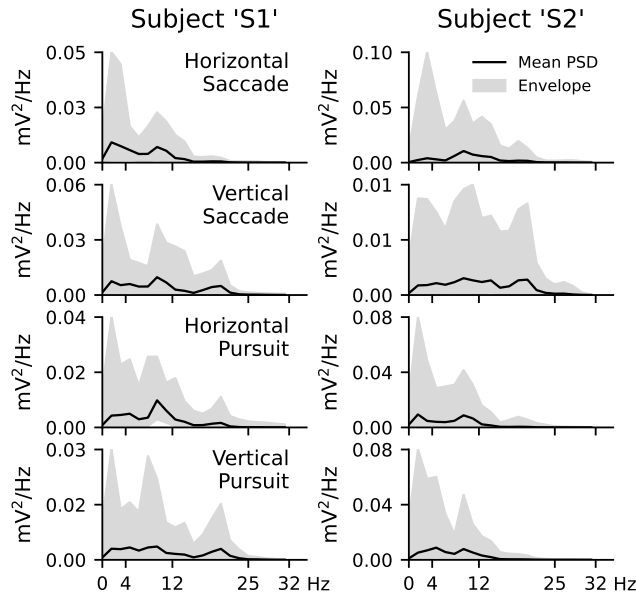 Subject 'S1'
Subject 'S2'
0.05
0.03
0.00
mV²/Hz
Horizontal
Saccade
0.10
0.05
0.00
mV²/Hz
Mean PSD
Envelope
0.06
0.03
0.00
mV²/Hz
Vertical
Saccade
0.01
0.01
0.00
mV²/Hz
0.04
0.02
0.00
mV²/Hz
Horizontal
Pursuit
0.08
0.04
0.00
mV²/Hz
0.03
0.02
0.00
mV²/Hz
Vertical
Pursuit
0.08
0.04
0.00
mV²/Hz
0 4 12 25 32 Hz
0 4 12 25 32 Hz